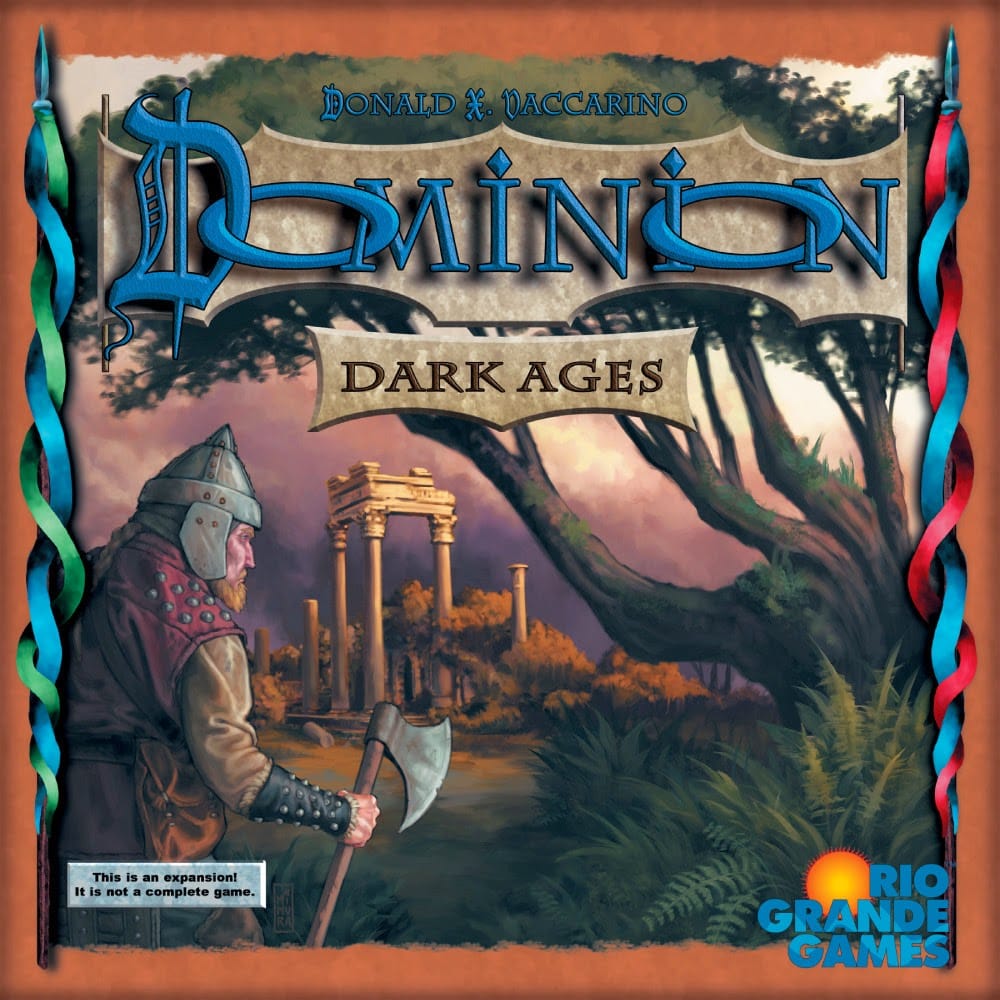 Donald X. Vaccarino
Dominion
DARK AGES
This is an expansion!
It is not a complete game.
RIO
GRANDE
GAMES